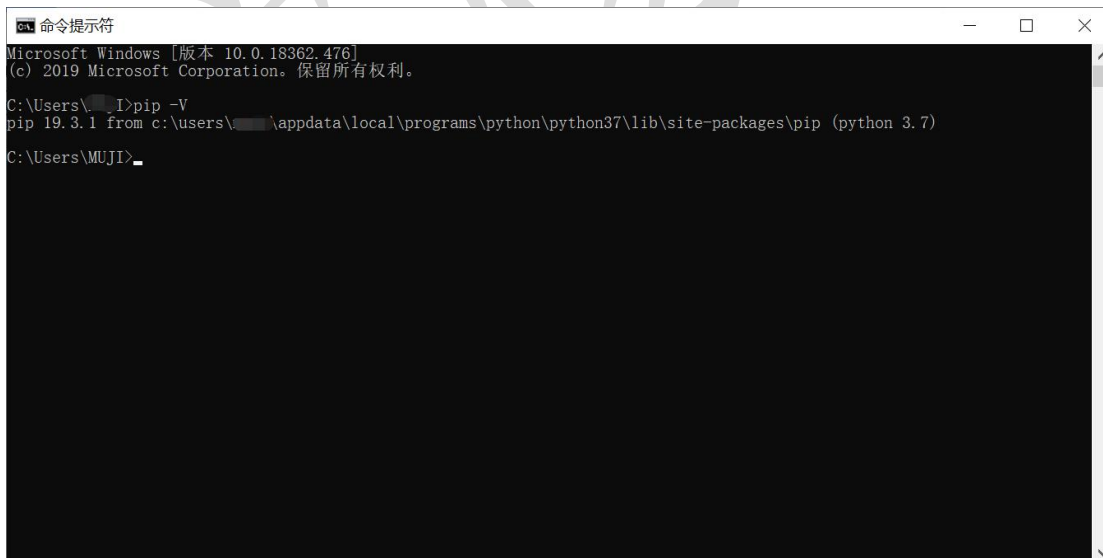 命令提示符
Microsoft Windows [版本 10.0.18362.476]
(c) 2019 Microsoft Corporation。保留所有权利。
C:\Users\ I>pip -V
pip 19.3.1 from c:\users\ \appdata\local\programs\python\python37\lib\site-packages\pip (python 3.7)
C:\Users\MUJI>